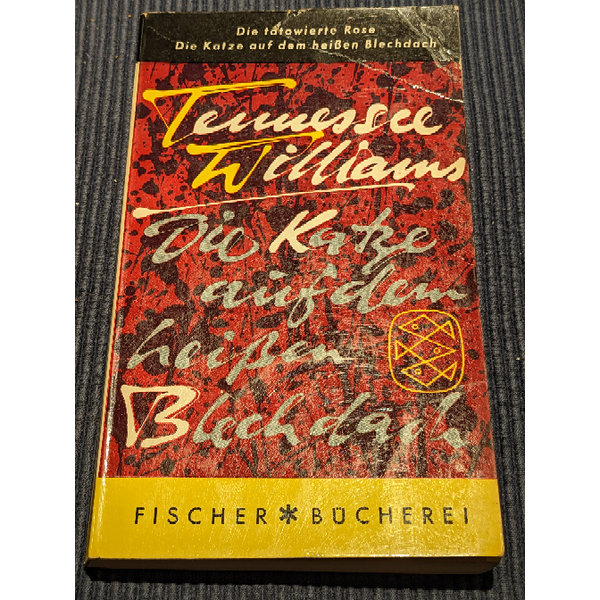 Die tätowierte Rose
Die Katze auf dem heißen Blechdach
Tennessee
Williams
Die Katze
auf dem
heißen
Blechdach
FISCHER * BÜCHEREI